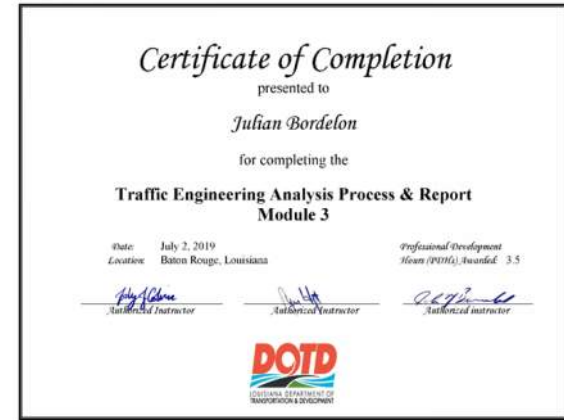 Certificate of Completion
presented to
Julian Bordelon
for completing the
Traffic Engineering Analysis Process & Report
Module 3
Date: July 2, 2019
Location: Baton Rouge, Louisiana
Professional Development
Hours (PDHs) Awarded: 3.5
Authorized Instructor
Authorized Instructor
Authorized instructor
DOTD
LOUISIANA DEPARTMENT OF
TRANSPORTATION & DEVELOPMENT